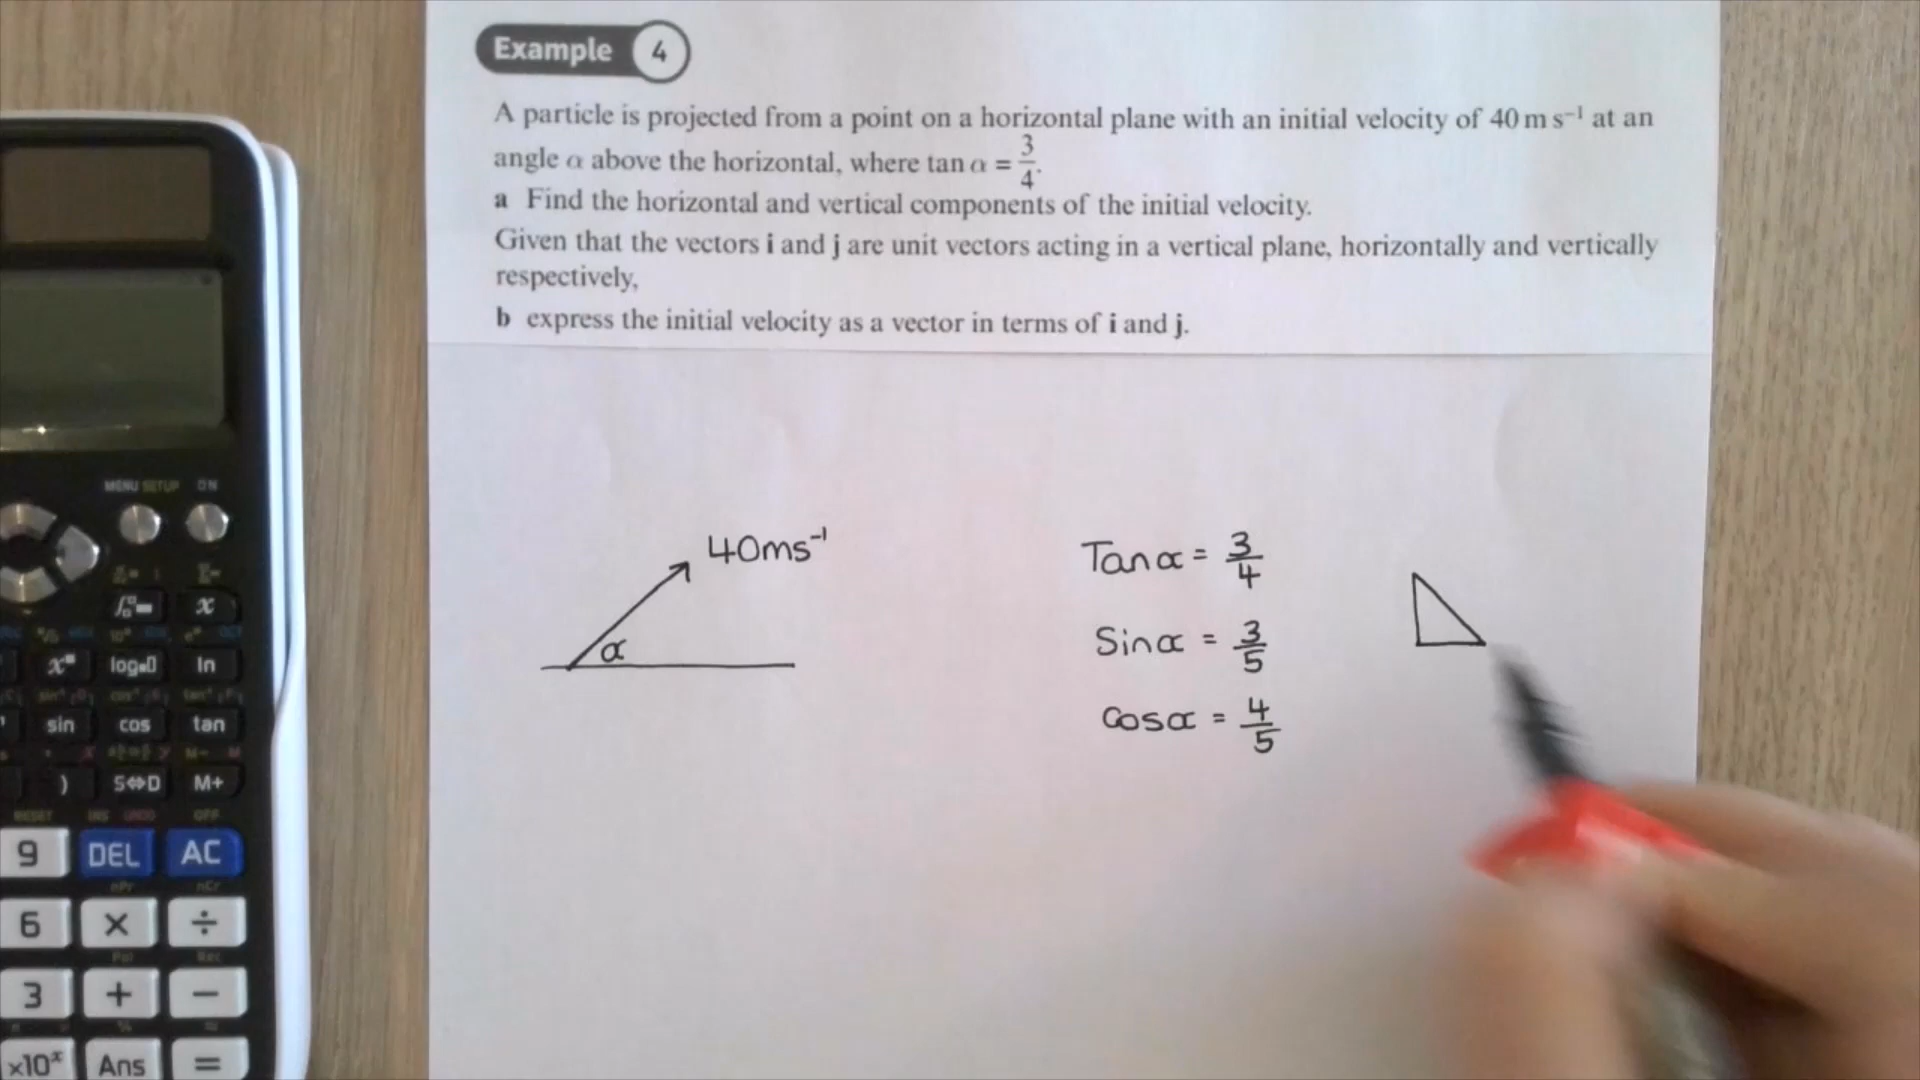 Example 4
A particle is projected from a point on a horizontal plane with an initial velocity of 40 m s⁻¹ at an
angle α above the horizontal, where tan α = 3/4.
a Find the horizontal and vertical components of the initial velocity.
Given that the vectors i and j are unit vectors acting in a vertical plane, horizontally and vertically
respectively,
b express the initial velocity as a vector in terms of i and j.
40ms⁻¹
α
Tan α = 3/4
Sin α = 3/5
Cos α = 4/5
MENU SETUP ON
x
log ln
sin cos tan
) S⇔D M+
9 DEL AC
6 × ÷
3 + −
×10ˣ Ans =